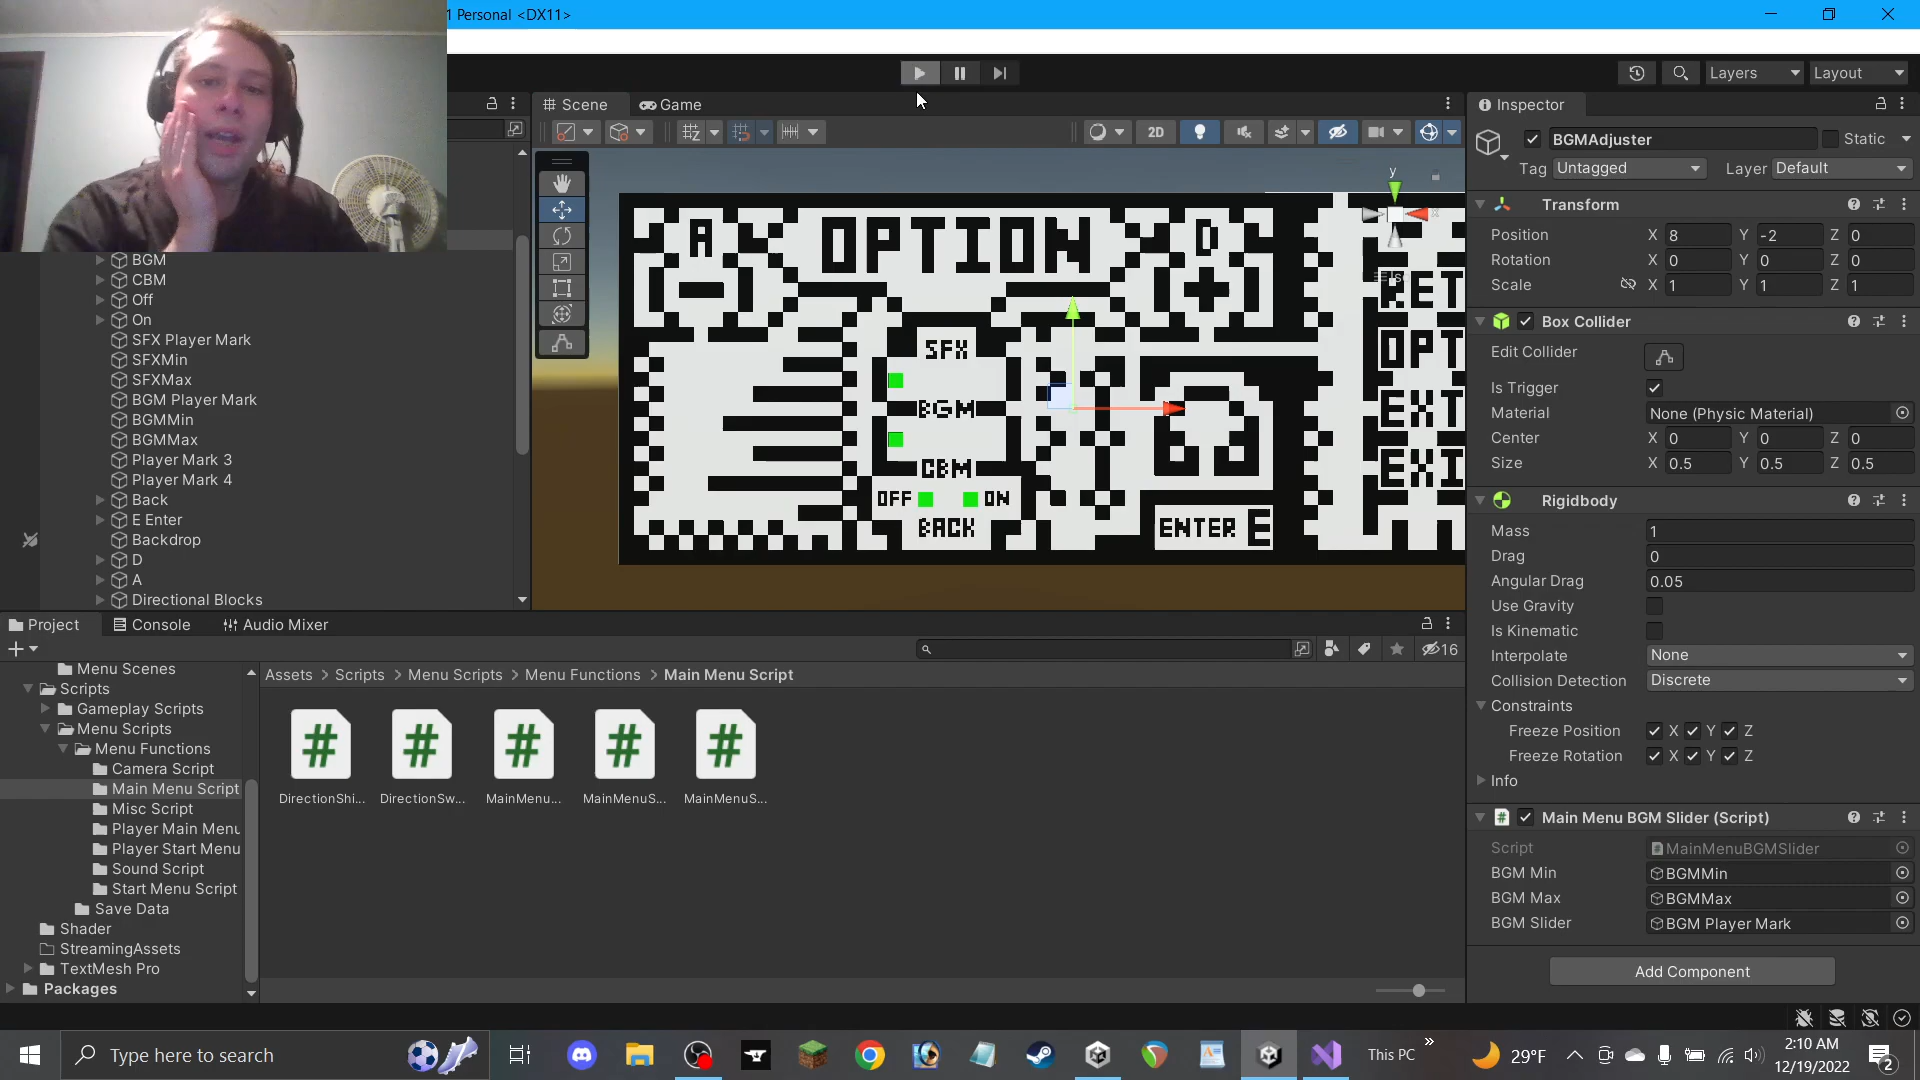 1 Personal <DX11>
Layers
Layout
Scene
Game
Inspector
2D
BGMAdjuster
Static
Tag Untagged
Layer Default
Transform
Position X 8 Y -2 Z 0
Rotation X 0 Y 0 Z 0
Scale X 1 Y 1 Z 1
Box Collider
Edit Collider
Is Trigger
Material None (Physic Material)
Center X 0 Y 0 Z 0
Size X 0.5 Y 0.5 Z 0.5
Rigidbody
Mass 1
Drag 0
Angular Drag 0.05
Use Gravity
Is Kinematic
Interpolate None
Collision Detection Discrete
Constraints
Freeze Position X Y Z
Freeze Rotation X Y Z
Info
Main Menu BGM Slider (Script)
Script MainMenuBGMSlider
BGM Min BGMMin
BGM Max BGMMax
BGM Slider BGM Player Mark
Add Component
BGM
CBM
Off
On
SFX Player Mark
SFXMin
SFXMax
BGM Player Mark
BGMMin
BGMMax
Player Mark 3
Player Mark 4
Back
E Enter
Backdrop
D
A
Directional Blocks
y
A
OPTION
D
SFX
BGM
CBM
OFF ON
BACK
ENTER E
RET
OPT
EXT
EXI
Project
Console
Audio Mixer
16
Menu Scenes
Scripts
Gameplay Scripts
Menu Scripts
Menu Functions
Camera Script
Main Menu Script
Misc Script
Player Main Menu
Player Start Menu
Sound Script
Start Menu Script
Save Data
Shader
StreamingAssets
TextMesh Pro
Packages
Assets > Scripts > Menu Scripts > Menu Functions > Main Menu Script
DirectionShi...
DirectionSw...
MainMenu...
MainMenuS...
MainMenuS...
Type here to search
This PC
29°F
2:10 AM
12/19/2022
2